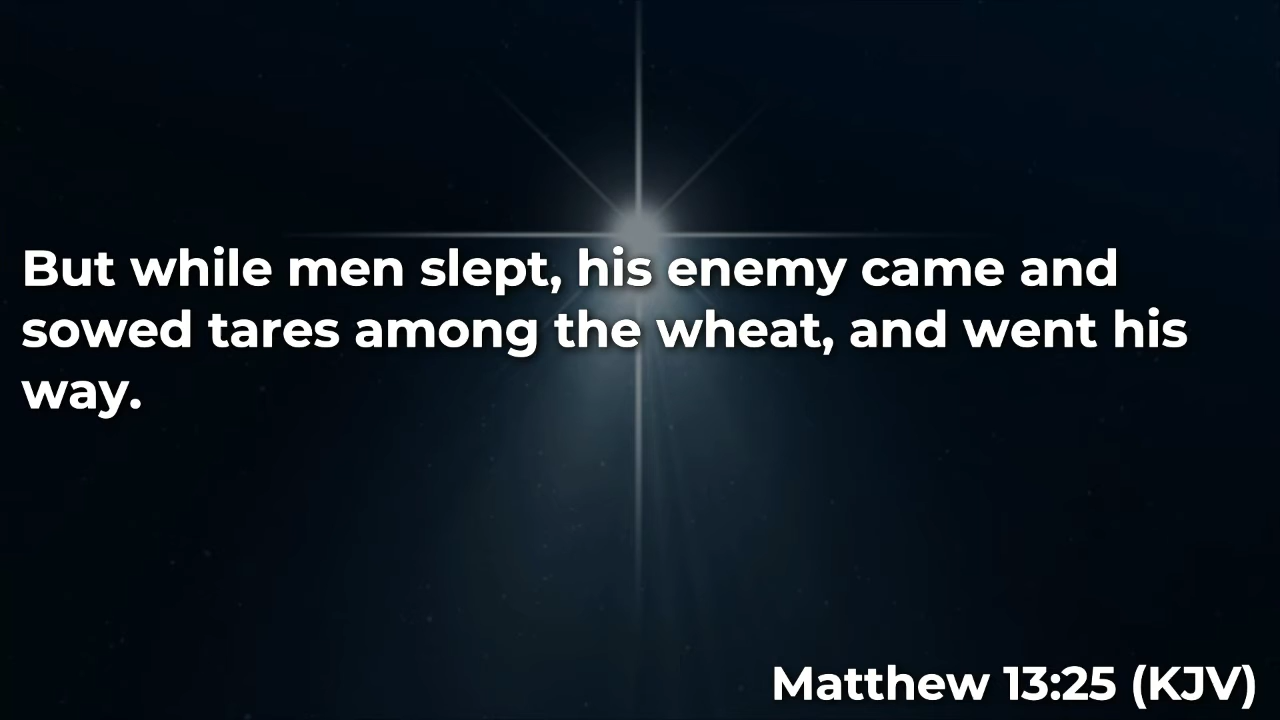 But while men slept, his enemy came and
sowed tares among the wheat, and went his
way.
Matthew 13:25 (KJV)